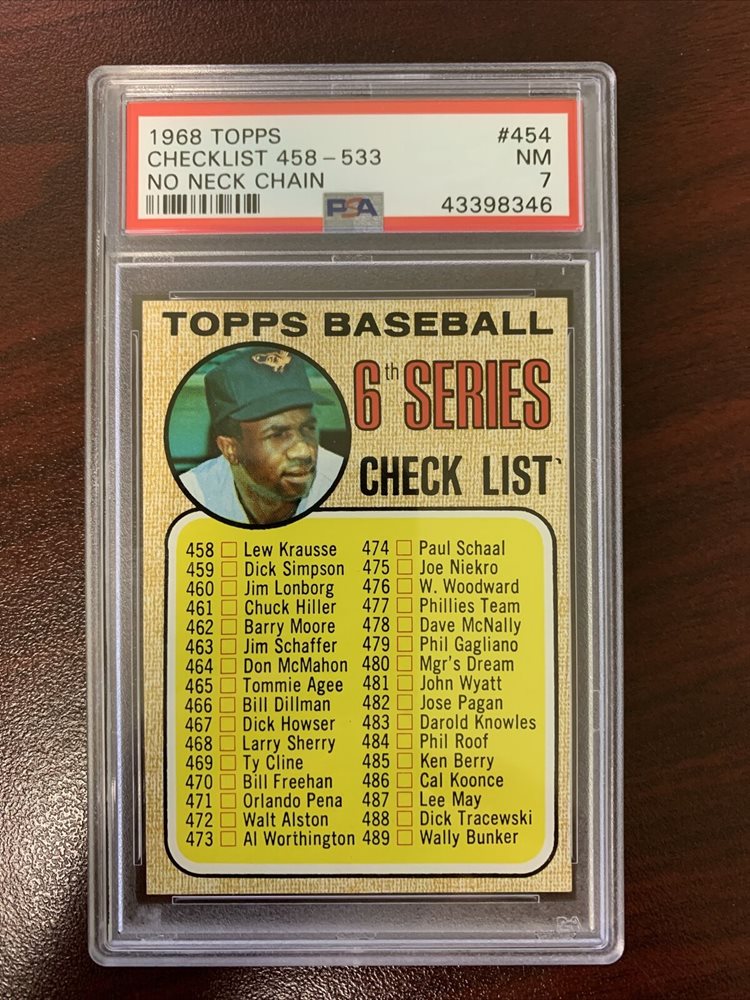 1968 TOPPS #454
CHECKLIST 458-533 NM
NO NECK CHAIN 7
PSA 43398346
TOPPS BASEBALL
6th SERIES
CHECK LIST
458 Lew Krausse
459 Dick Simpson
460 Jim Lonborg
461 Chuck Hiller
462 Barry Moore
463 Jim Schaffer
464 Don McMahon
465 Tommie Agee
466 Bill Dillman
467 Dick Howser
468 Larry Sherry
469 Ty Cline
470 Bill Freehan
471 Orlando Pena
472 Walt Alston
473 Al Worthington
474 Paul Schaal
475 Joe Niekro
476 W. Woodward
477 Phillies Team
478 Dave McNally
479 Phil Gagliano
480 Mgr's Dream
481 John Wyatt
482 Jose Pagan
483 Darold Knowles
484 Phil Roof
485 Ken Berry
486 Cal Koonce
487 Lee May
488 Dick Tracewski
489 Wally Bunker